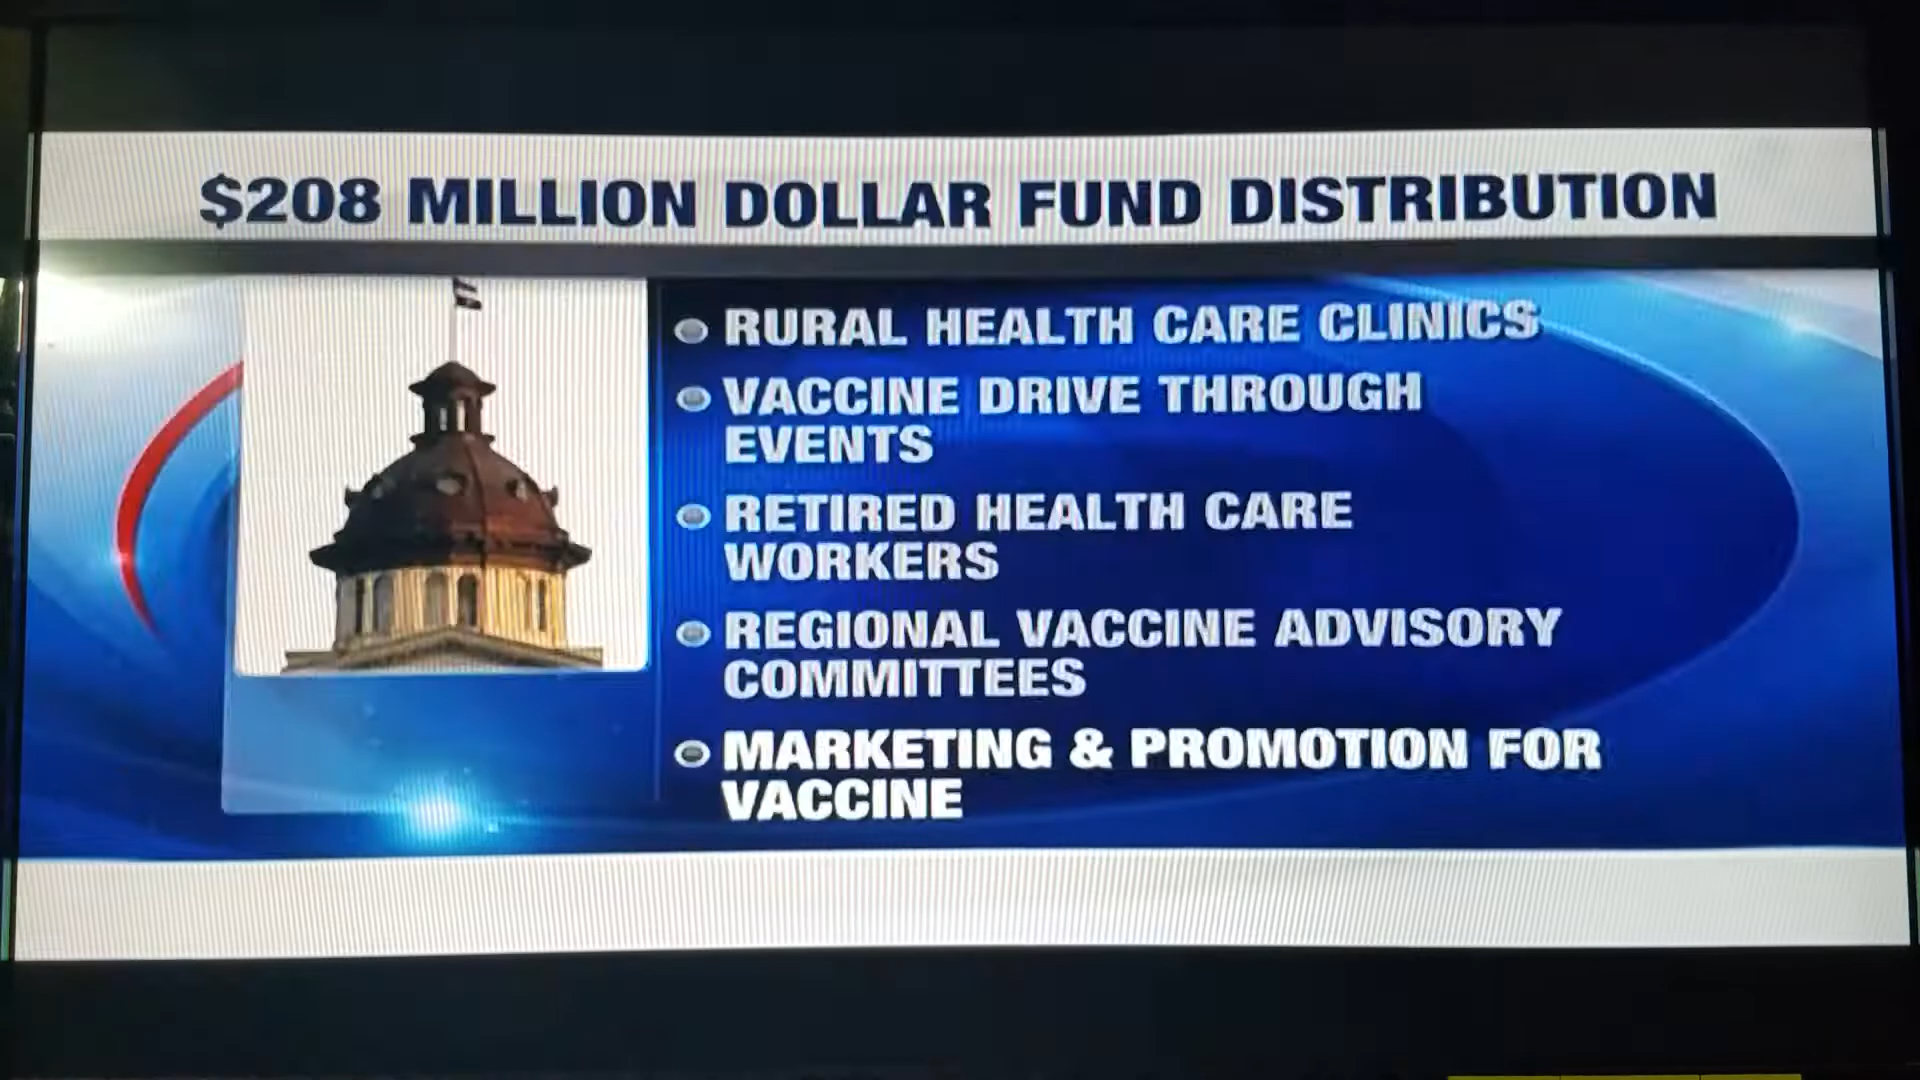 $208 MILLION DOLLAR FUND DISTRIBUTION
RURAL HEALTH CARE CLINICS
VACCINE DRIVE THROUGH
EVENTS
RETIRED HEALTH CARE
WORKERS
REGIONAL VACCINE ADVISORY
COMMITTEES
MARKETING & PROMOTION FOR
VACCINE